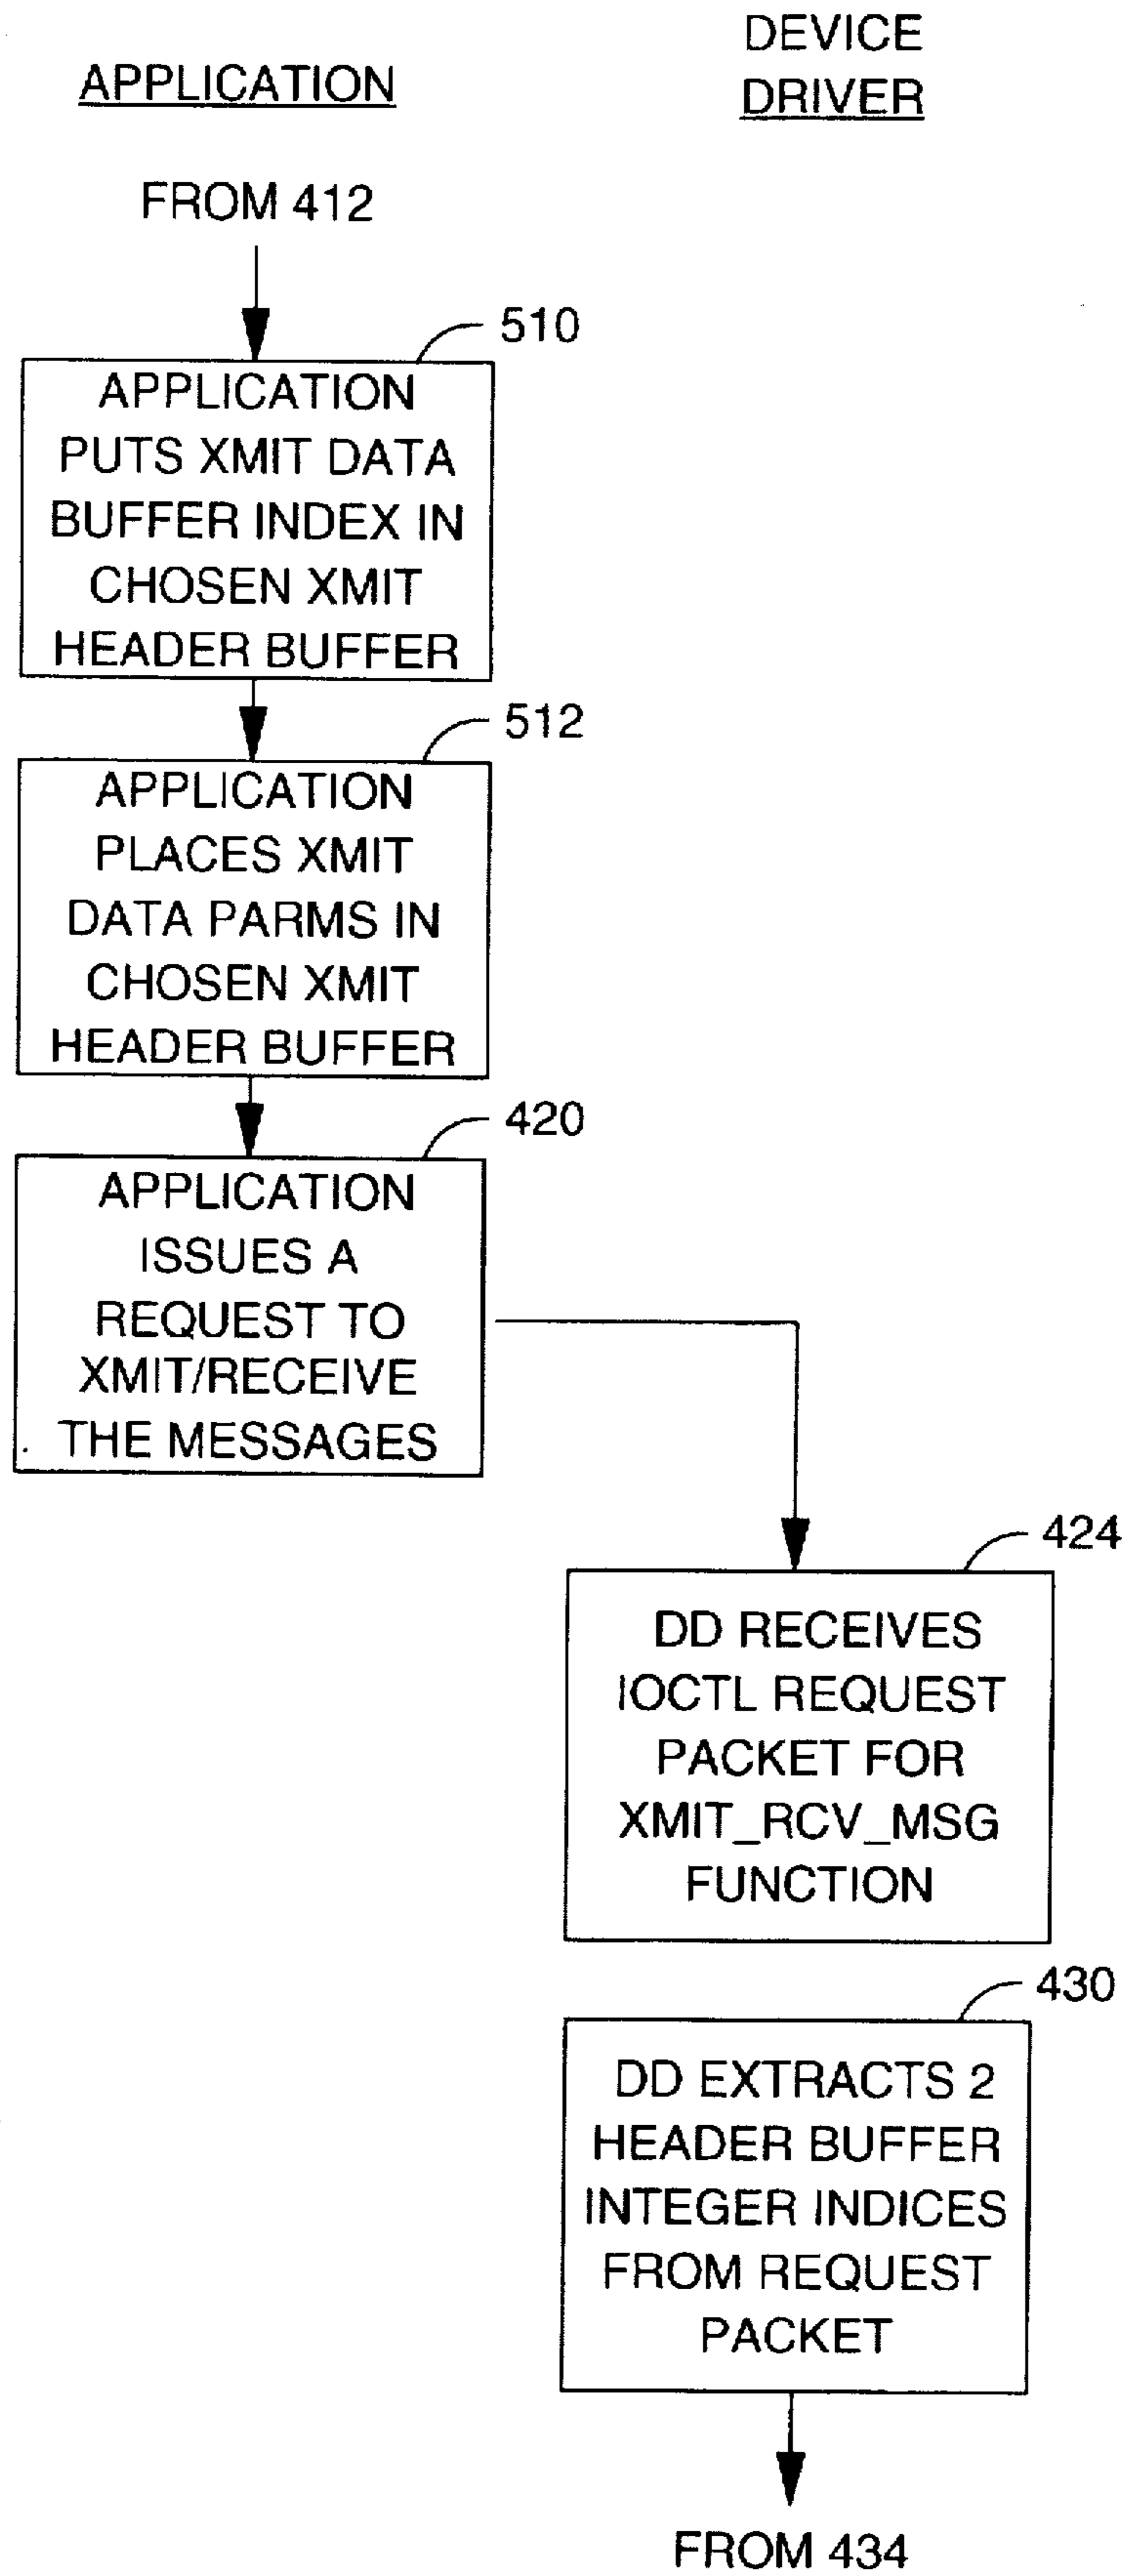 APPLICATION
DEVICE
DRIVER
FROM 412
510
APPLICATION
PUTS XMIT DATA
BUFFER INDEX IN
CHOSEN XMIT
HEADER BUFFER
512
APPLICATION
PLACES XMIT
DATA PARMS IN
CHOSEN XMIT
HEADER BUFFER
420
APPLICATION
ISSUES A
REQUEST TO
XMIT/RECEIVE
THE MESSAGES
424
DD RECEIVES
IOCTL REQUEST
PACKET FOR
XMIT_RCV_MSG
FUNCTION
430
DD EXTRACTS 2
HEADER BUFFER
INTEGER INDICES
FROM REQUEST
PACKET
FROM 434